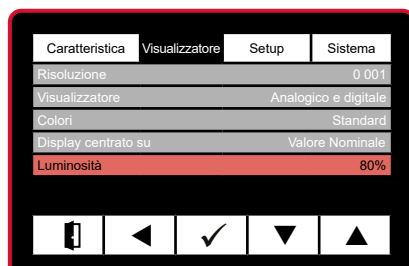 Caratteristica Visualizzatore Setup Sistema
Risoluzione 0 001
Visualizzatore Analogico e digitale
Colori Standard
Display centrato su Valore Nominale
Luminosità 80%